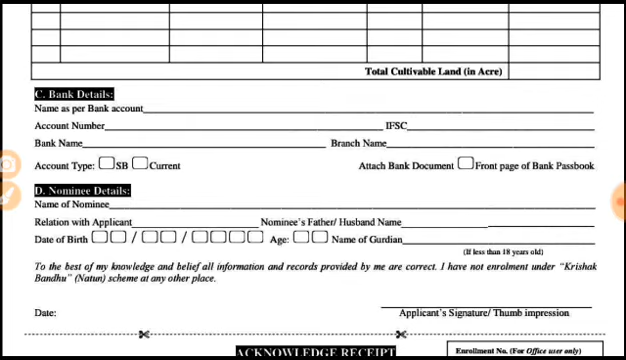 Total Cultivable Land (in Acre)
C. Bank Details:
Name as per Bank account
Account Number IFSC
Bank Name Branch Name
Account Type: SB Current Attach Bank Document Front page of Bank Passbook
D. Nominee Details:
Name of Nominee
Relation with Applicant Nominee's Father/ Husband Name
Date of Birth / / Age: Name of Gurdian
(If less than 18 years old)
To the best of my knowledge and belief all information and records provided by me are correct. I have not enrolment under "Krishak
Bandhu" (Natun) scheme at any other place.
Date: Applicant's Signature/ Thumb impression
ACKNOWLEDGE RECEIPT Enrollment No. (For Office user only)